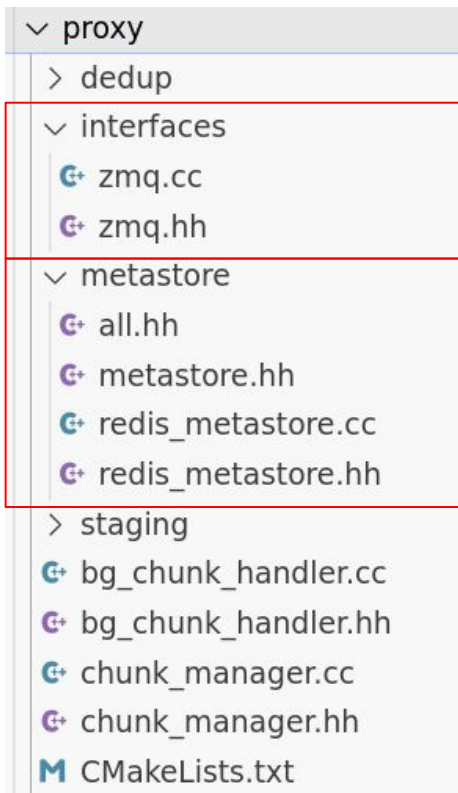 proxy
dedup
interfaces
zmq.cc
zmq.hh
metastore
all.hh
metastore.hh
redis_metastore.cc
redis_metastore.hh
staging
bg_chunk_handler.cc
bg_chunk_handler.hh
chunk_manager.cc
chunk_manager.hh
CMakeLists.txt